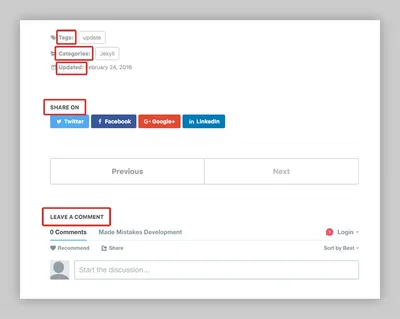 Tags: update
Categories: Jekyll
Updated: February 24, 2016
SHARE ON
Twitter Facebook Google+ LinkedIn
Previous Next
LEAVE A COMMENT
0 Comments Made Mistakes Development Login
Recommend Share Sort by Best
Start the discussion...